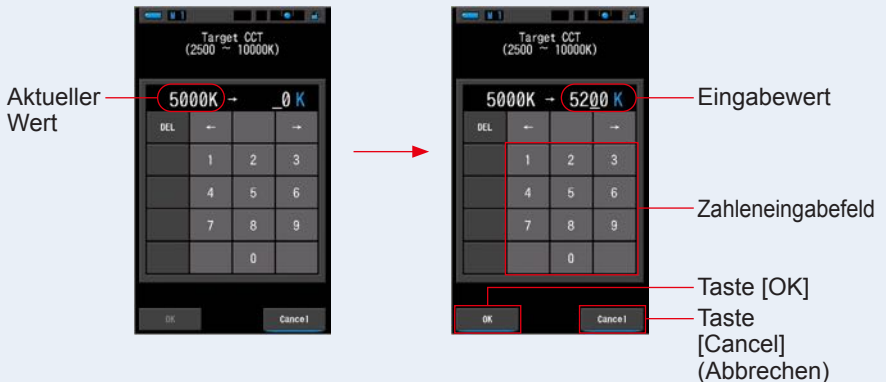 M 1
Target CCT
(2500 ~ 10000K)
Aktueller
Wert
5000K → _0 K
DEL ← →
1 2 3
4 5 6
7 8 9
0
OK Cancel
M 1
Target CCT
(2500 ~ 10000K)
5000K → 5200 K
Eingabewert
DEL ← →
1 2 3
4 5 6
7 8 9
0
Zahleneingabefeld
OK Cancel
Taste [OK]
Taste
[Cancel]
(Abbrechen)